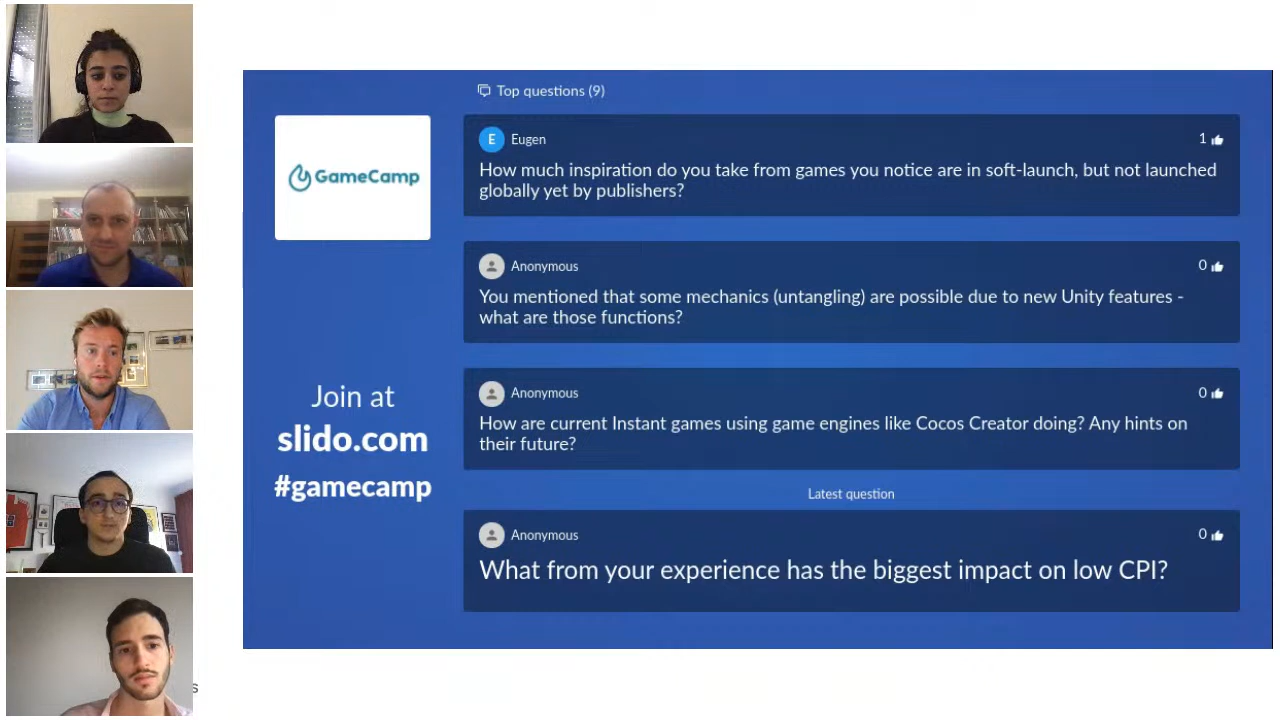 Top questions (9)
GameCamp
E Eugen 1
How much inspiration do you take from games you notice are in soft-launch, but not launched
globally yet by publishers?
Anonymous 0
You mentioned that some mechanics (untangling) are possible due to new Unity features -
what are those functions?
Join at
slido.com
#gamecamp
Anonymous 0
How are current Instant games using game engines like Cocos Creator doing? Any hints on
their future?
Latest question
Anonymous 0
What from your experience has the biggest impact on low CPI?
s